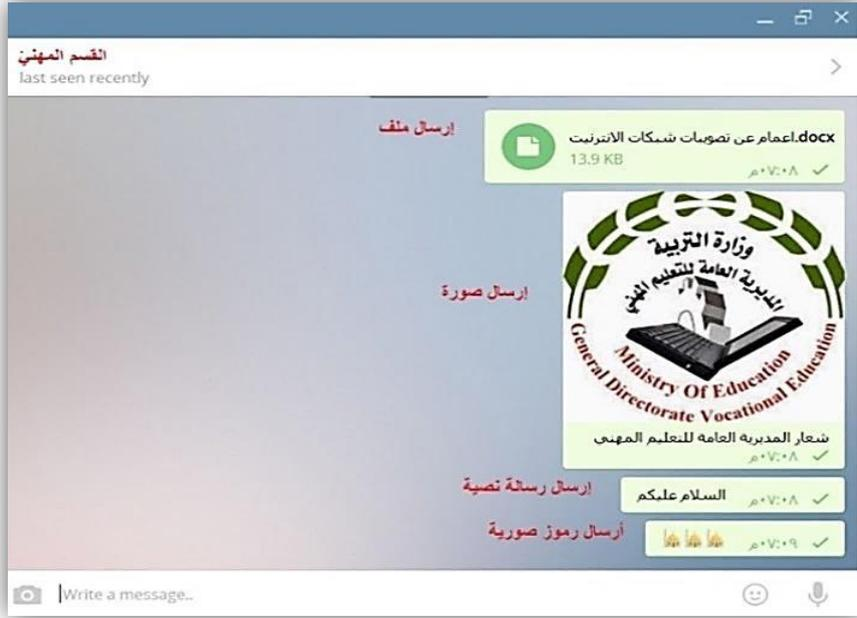 القسم المهني
last seen recently
إرسال ملف
اعمام عن تصويبات شبكات الانترنيت.docx
13.9 KB
٠٧:٠٨م
وزارة التربية
المديرية العامة للتعليم المهني
Ministry Of Education
General Directorate Vocational Education
إرسال صورة
شعار المديرية العامة للتعليم المهني
٠٧:٠٨م
إرسال رسالة نصية
السلام عليكم
٠٧:٠٨م
أرسال رموز صورية
٠٧:٠٩م
Write a message..